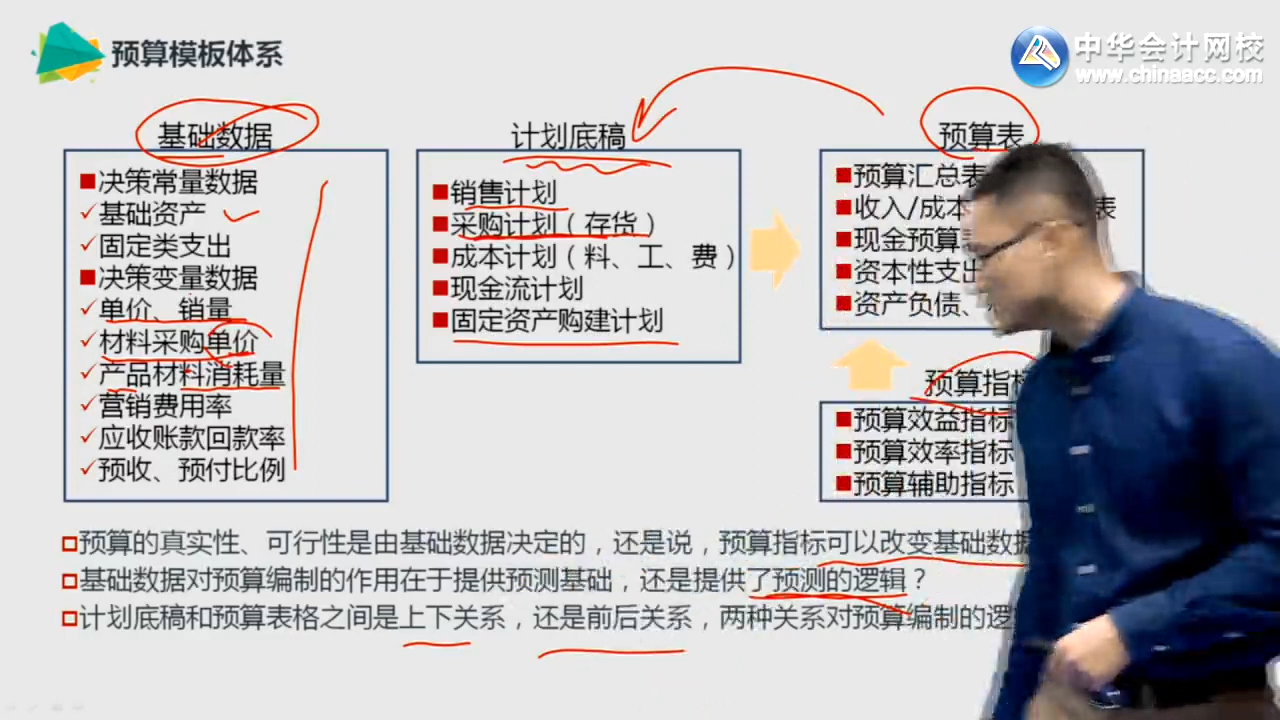 预算模板体系
中华会计网校
www.chinaacc.com
基础数据
决策常量数据
基础资产
固定类支出
决策变量数据
单价、销量
材料采购单价
产品材料消耗量
营销费用率
应收账款回款率
预收、预付比例
计划底稿
销售计划
采购计划（存货）
成本计划（料、工、费）
现金流计划
固定资产购建计划
预算表
预算汇总表
收入/成本 表
现金预算
资本性支出
资产负债、
预算指标
预算效益指标
预算效率指标
预算辅助指标
预算的真实性、可行性是由基础数据决定的，还是说，预算指标可以改变基础数据
基础数据对预算编制的作用在于提供预测基础，还是提供了预测的逻辑？
计划底稿和预算表格之间是上下关系，还是前后关系，两种关系对预算编制的逻